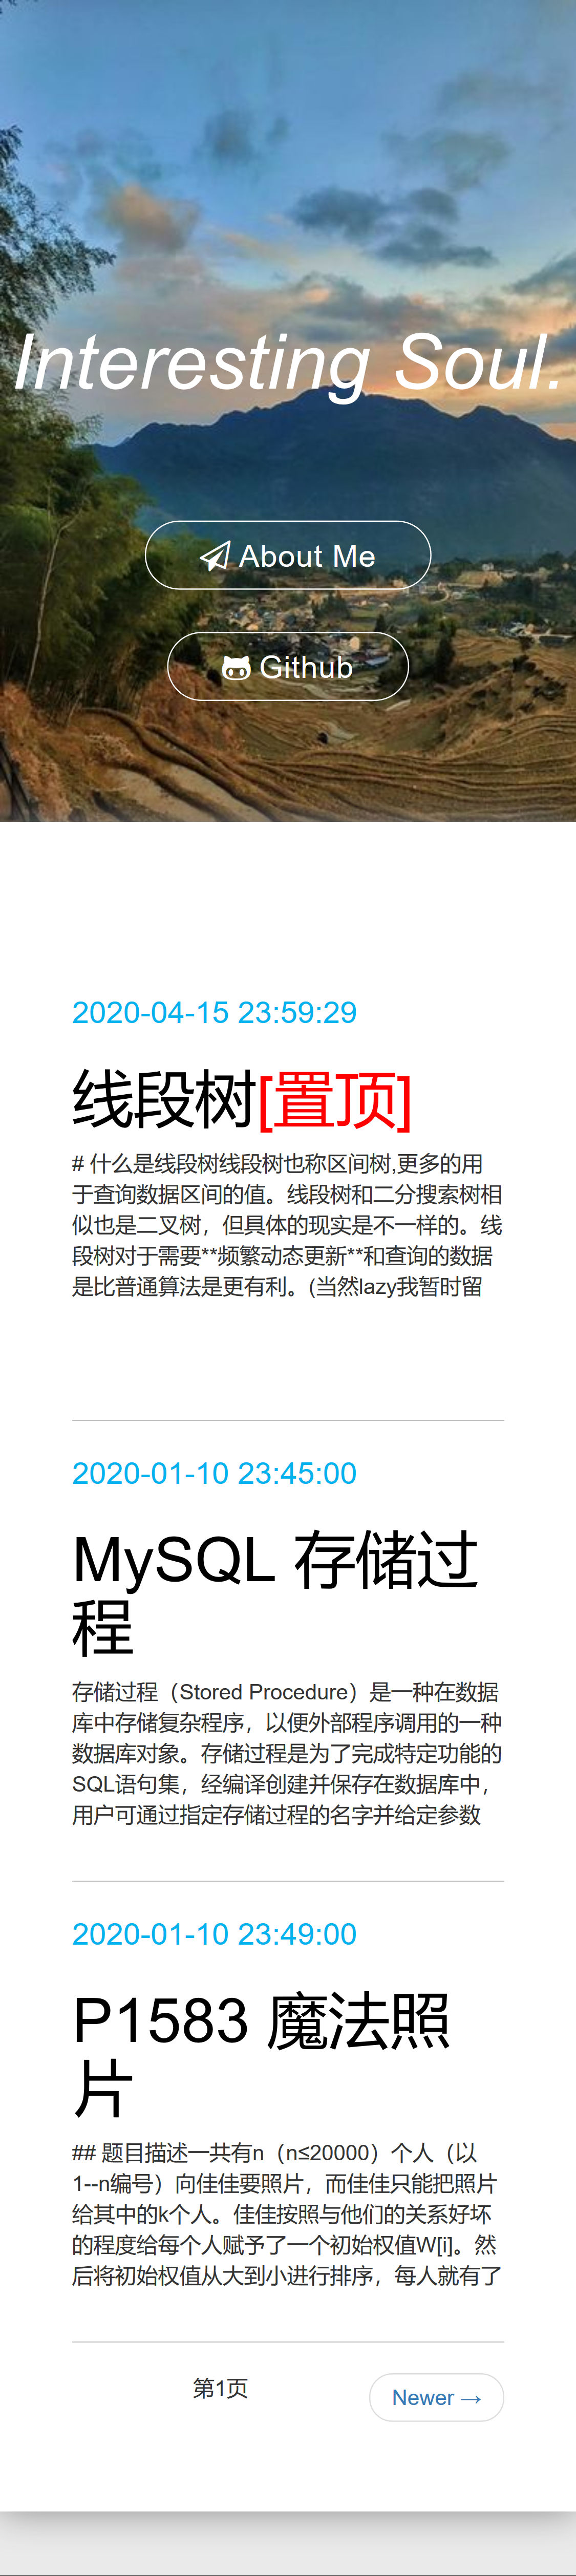 Interesting Soul.
About Me
Github
2020-04-15 23:59:29
线段树[置顶]
# 什么是线段树线段树也称区间树,更多的用
于查询数据区间的值。线段树和二分搜索树相
似也是二叉树，但具体的现实是不一样的。线
段树对于需要**频繁动态更新**和查询的数据
是比普通算法是更有利。(当然lazy我暂时留
2020-01-10 23:45:00
MySQL 存储过
程
存储过程（Stored Procedure）是一种在数据
库中存储复杂程序，以便外部程序调用的一种
数据库对象。存储过程是为了完成特定功能的
SQL语句集，经编译创建并保存在数据库中，
用户可通过指定存储过程的名字并给定参数
2020-01-10 23:49:00
P1583 魔法照
片
## 题目描述一共有n（n≤20000）个人（以
1--n编号）向佳佳要照片，而佳佳只能把照片
给其中的k个人。佳佳按照与他们的关系好坏
的程度给每个人赋予了一个初始权值W[i]。然
后将初始权值从大到小进行排序，每人就有了
第1页
Newer →